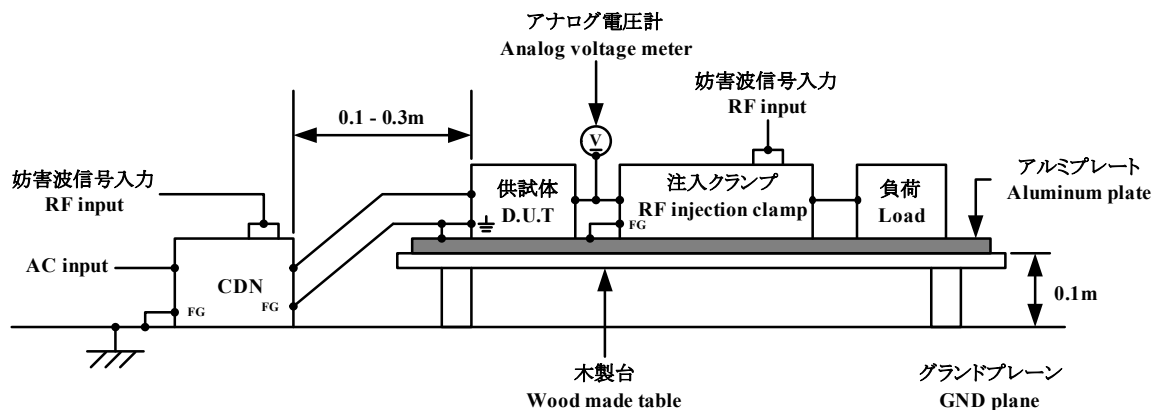 アナログ電圧計
Analog voltage meter
妨害波信号入力
RF input
0.1 - 0.3m
V
妨害波信号入力
RF input
供試体
D.U.T
注入クランプ
RF injection clamp
FG
負荷
Load
アルミプレート
Aluminum plate
AC input
CDN
FG
FG
0.1m
木製台
Wood made table
グランドプレーン
GND plane